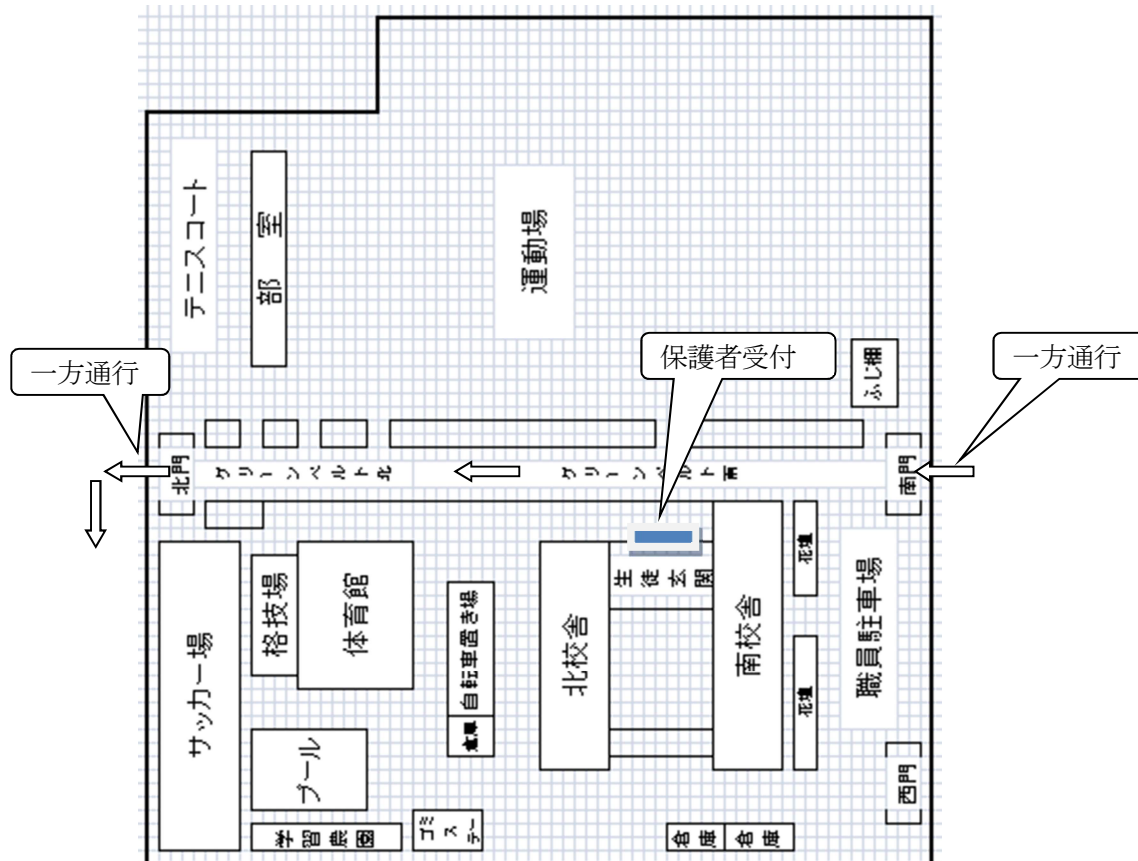 テニスコート
部室
運動場
一方通行
保護者受付
一方通行
ふじ棚
北門
グリーンベルト北
グリーンベルト南
南門
サッカー場
格技場
体育館
自転車置き場
倉庫
北校舎
生徒玄関
南校舎
花壇
花壇
職員駐車場
プール
西門
学習農園
ゴミステー
倉庫
倉庫